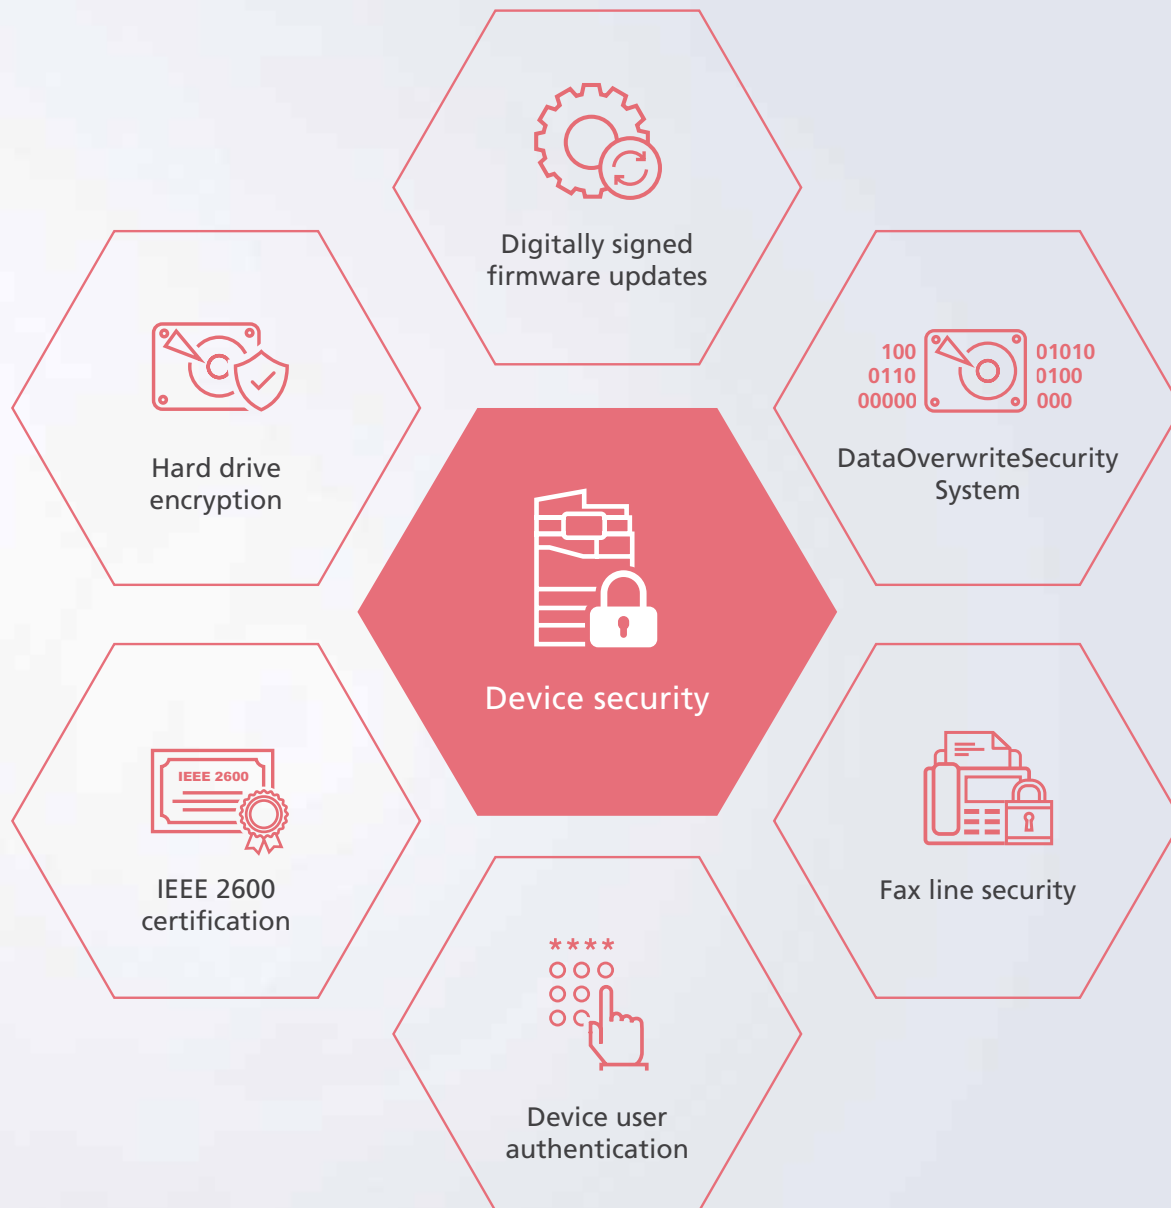 Digitally signed
firmware updates
Hard drive
encryption
100
0110
00000
01010
0100
000
DataOverwriteSecurity
System
Device security
IEEE 2600
IEEE 2600
certification
Fax line security
****
Device user
authentication